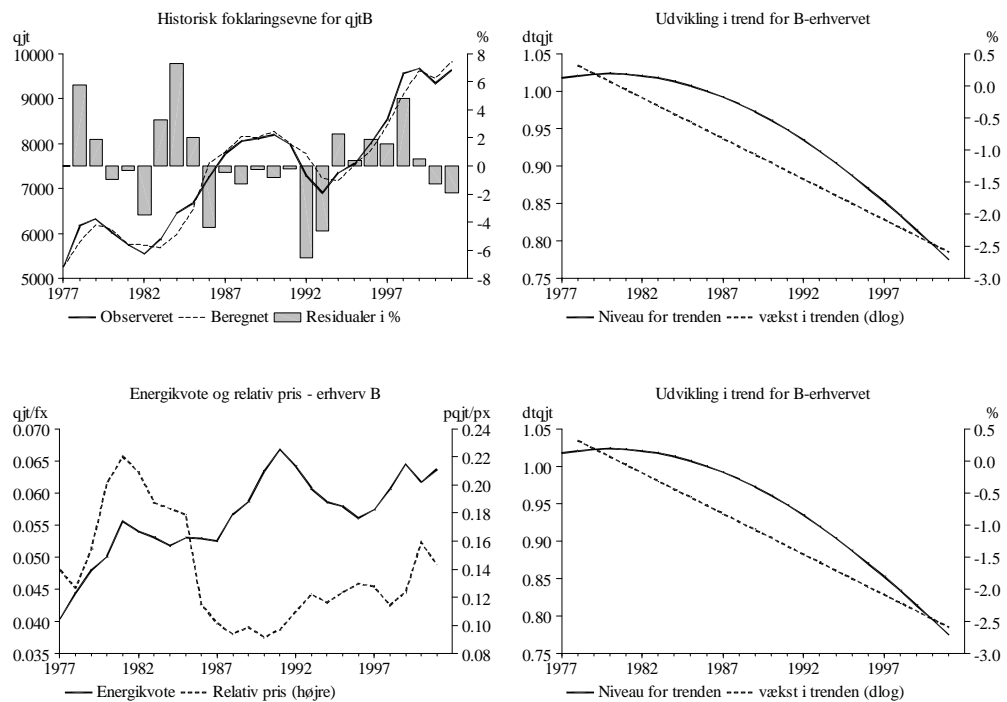 Historisk foklaringsevne for qjtB
qjt %
10000 8
9000 6
8000 4
7000 2
6000 0
5000 -2
-4
-6
-8
1977 1982 1987 1992 1997
Observeret Beregnet Residualer i %
Udvikling i trend for B-erhvervet
dtqjt %
1.05 0.5
1.00 0.0
0.95 -0.5
0.90 -1.0
0.85 -1.5
0.80 -2.0
0.75 -2.5
-3.0
1977 1982 1987 1992 1997
Niveau for trenden vækst i trenden (dlog)
Energikvote og relativ pris - erhverv B
qjt/fx pqjt/px
0.070 0.24
0.065 0.22
0.060 0.20
0.055 0.18
0.050 0.16
0.045 0.14
0.040 0.12
0.035 0.10
0.08
1977 1982 1987 1992 1997
Energikvote Relativ pris (højre)
Udvikling i trend for B-erhvervet
dtqjt %
1.05 0.5
1.00 0.0
0.95 -0.5
0.90 -1.0
0.85 -1.5
0.80 -2.0
0.75 -2.5
-3.0
1977 1982 1987 1992 1997
Niveau for trenden vækst i trenden (dlog)